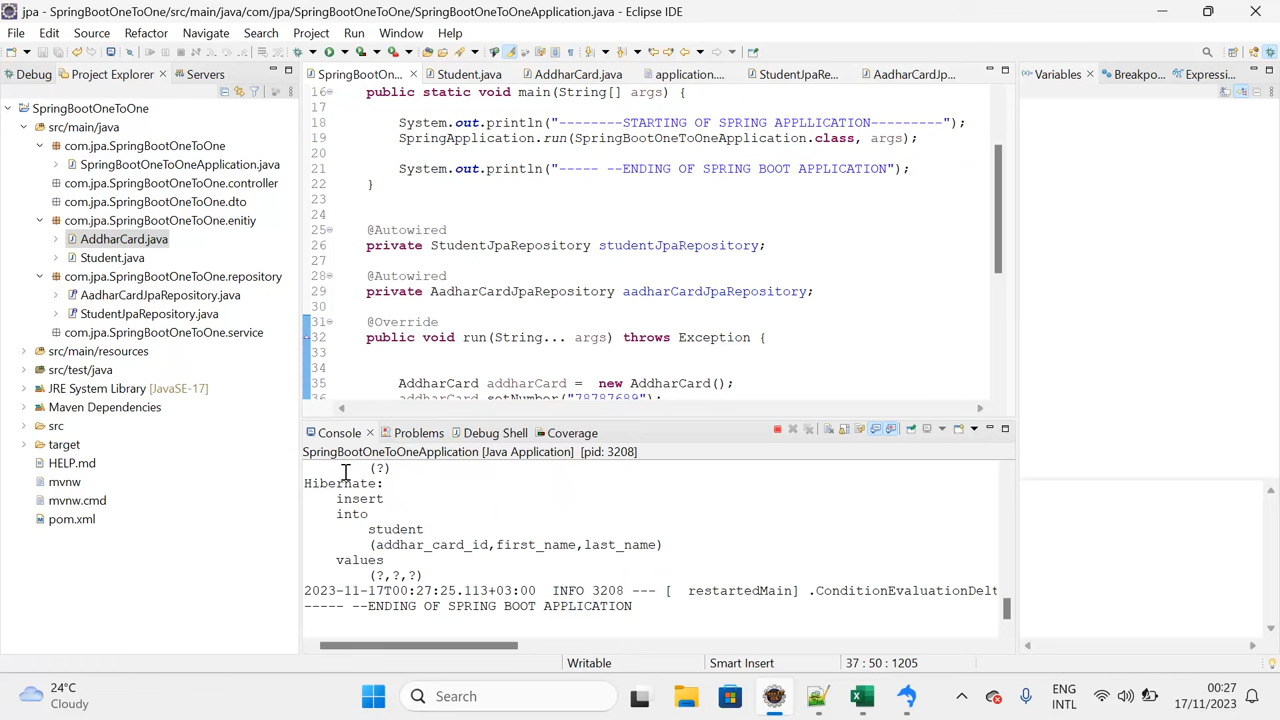 jpa - SpringBootOneToOne/src/main/java/com/jpa/SpringBootOneToOne/SpringBootOneToOneApplication.java - Eclipse IDE
File Edit Source Refactor Navigate Search Project Run Window Help
Debug Project Explorer Servers
SpringBootOn... Student.java AddharCard.java application.... StudentJpaRe... AadharCardJp...
Variables Breakpo... Expressi...
SpringBootOneToOne
src/main/java
com.jpa.SpringBootOneToOne
SpringBootOneToOneApplication.java
com.jpa.SpringBootOneToOne.controller
com.jpa.SpringBootOneToOne.dto
com.jpa.SpringBootOneToOne.enitiy
AddharCard.java
Student.java
com.jpa.SpringBootOneToOne.repository
AadharCardJpaRepository.java
StudentJpaRepository.java
com.jpa.SpringBootOneToOne.service
src/main/resources
src/test/java
JRE System Library [JavaSE-17]
Maven Dependencies
src
target
HELP.md
mvnw
mvnw.cmd
pom.xml
16 public static void main(String[] args) {
17
18 System.out.println("--------STARTING OF SPRING APPLLICATION---------");
19 SpringApplication.run(SpringBootOneToOneApplication.class, args);
20
21 System.out.println("----- --ENDING OF SPRING BOOT APPLICATION");
22 }
23
24
25 @Autowired
26 private StudentJpaRepository studentJpaRepository;
27
28 @Autowired
29 private AadharCardJpaRepository aadharCardJpaRepository;
30
31 @Override
32 public void run(String... args) throws Exception {
33
34
35 AddharCard addharCard = new AddharCard();
36 addharCard.setNumber("78787689");
Console Problems Debug Shell Coverage
SpringBootOneToOneApplication [Java Application] [pid: 3208]
(?)
Hibernate:
insert
into
student
(addhar_card_id,first_name,last_name)
values
(?,?,?)
2023-11-17T00:27:25.113+03:00 INFO 3208 --- [ restartedMain] .ConditionEvaluationDelt
----- --ENDING OF SPRING BOOT APPLICATION
Writable Smart Insert 37 : 50 : 1205
24°C
Cloudy
Search
ENG
INTL
00:27
17/11/2023